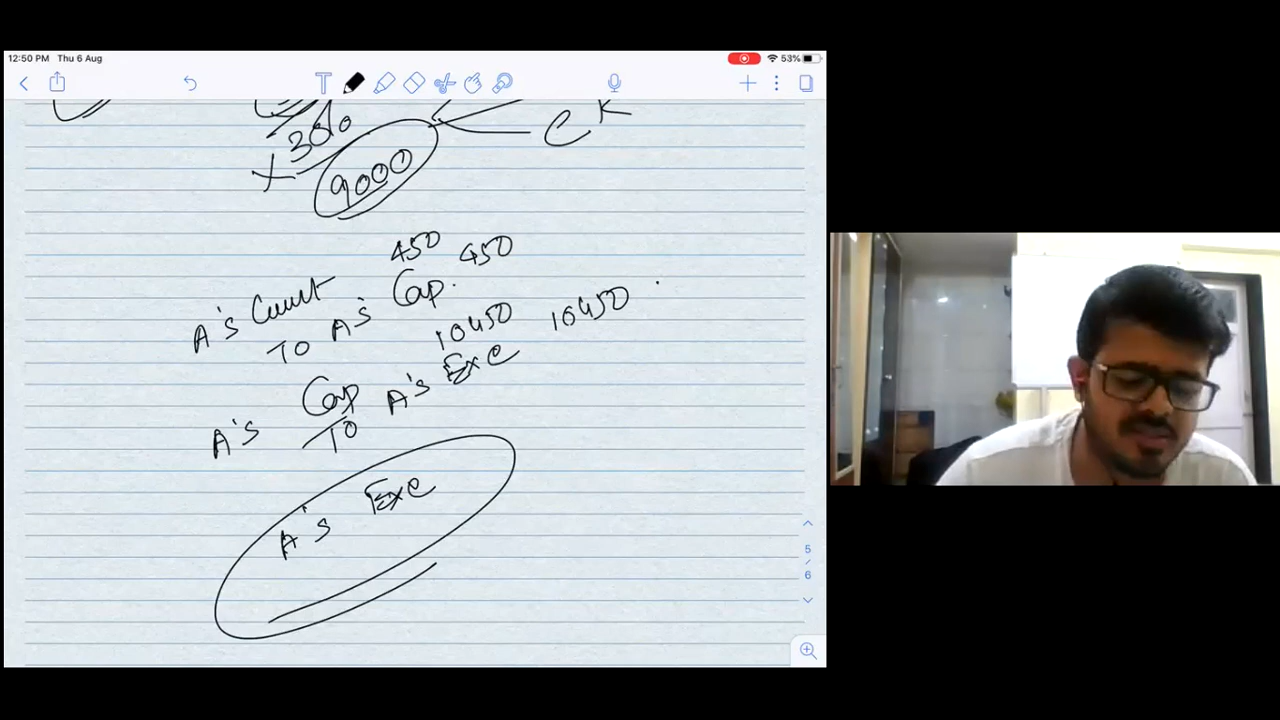 12:50 PM Thu 6 Aug
53%
T
x 30%
C K
9000
450 450
A's Curut
To A's Cap.
10450 10450
A's Cap
To A's Exe
A's Exe
5
/
6